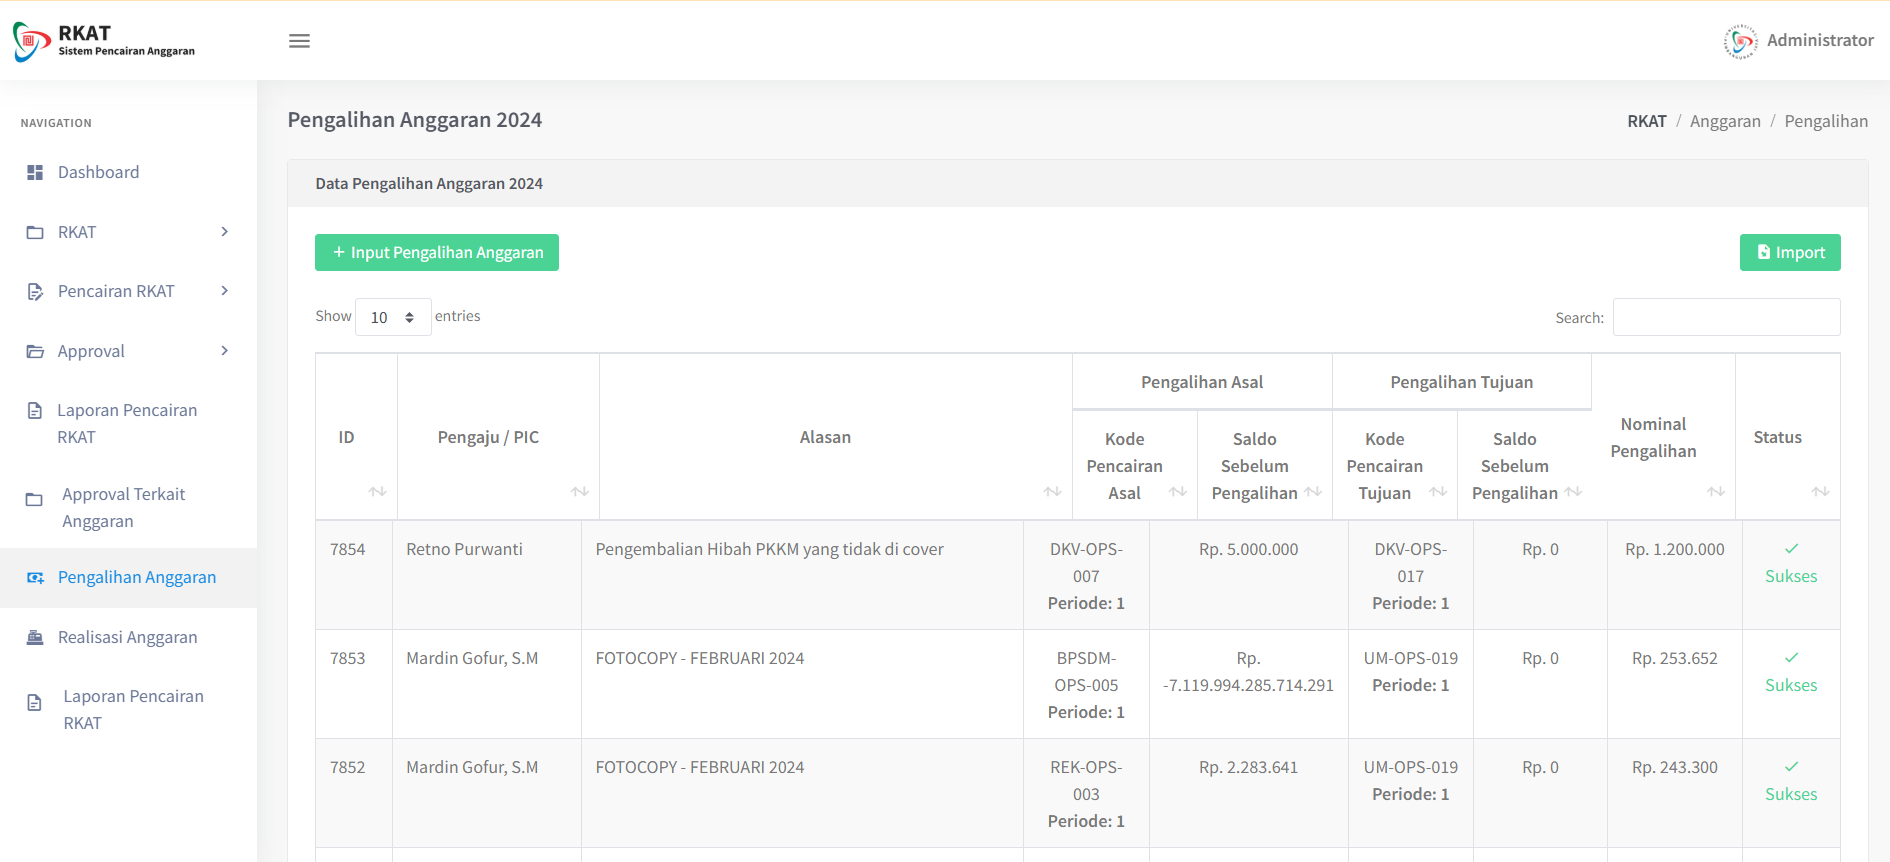 RKAT
Sistem Pencairan Anggaran
Administrator
NAVIGATION
Dashboard
RKAT
Pencairan RKAT
Approval
Laporan Pencairan
RKAT
Approval Terkait
Anggaran
Pengalihan Anggaran
Realisasi Anggaran
Laporan Pencairan
RKAT
Pengalihan Anggaran 2024
RKAT / Anggaran / Pengalihan
Data Pengalihan Anggaran 2024
+ Input Pengalihan Anggaran
Import
Show 10 entries
Search:
ID
Pengaju / PIC
Alasan
Pengalihan Asal
Pengalihan Tujuan
Kode
Pencairan
Asal
Saldo
Sebelum
Pengalihan
Kode
Pencairan
Tujuan
Saldo
Sebelum
Pengalihan
Nominal
Pengalihan
Status
7854
Retno Purwanti
Pengembalian Hibah PKKM yang tidak di cover
DKV-OPS-
007
Periode: 1
Rp. 5.000.000
DKV-OPS-
017
Periode: 1
Rp. 0
Rp. 1.200.000
Sukses
7853
Mardin Gofur, S.M
FOTOCOPY - FEBRUARI 2024
BPSDM-
OPS-005
Periode: 1
Rp.
-7.119.994.285.714.291
UM-OPS-019
Periode: 1
Rp. 0
Rp. 253.652
Sukses
7852
Mardin Gofur, S.M
FOTOCOPY - FEBRUARI 2024
REK-OPS-
003
Periode: 1
Rp. 2.283.641
UM-OPS-019
Periode: 1
Rp. 0
Rp. 243.300
Sukses